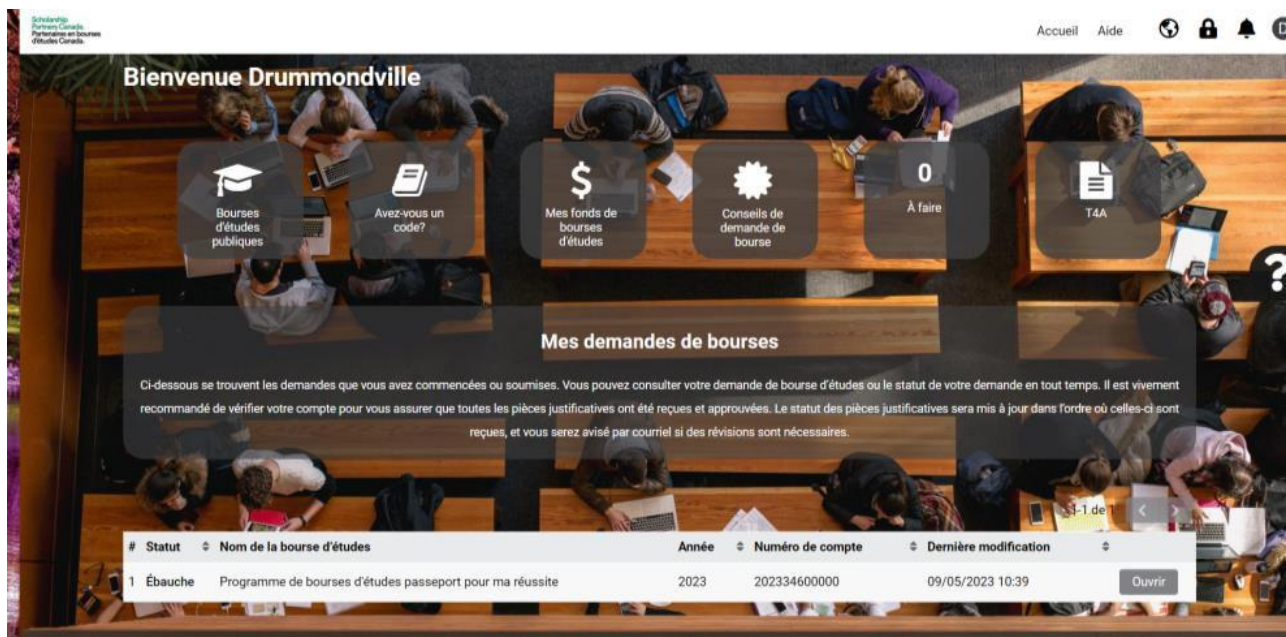 Scholarship
Partners Canada.
Partenaires en bourses
d'études Canada.
Accueil Aide
D
Bienvenue Drummondville
Bourses
d'études
publiques
Avez-vous un
code?
$
Mes fonds de
bourses
d'études
Conseils de
demande de
bourse
0
À faire
T4A
?
Mes demandes de bourses
Ci-dessous se trouvent les demandes que vous avez commencées ou soumises. Vous pouvez consulter votre demande de bourse d'études ou le statut de votre demande en tout temps. Il est vivement
recommandé de vérifier votre compte pour vous assurer que toutes les pièces justificatives ont été reçues et approuvées. Le statut des pièces justificatives sera mis à jour dans l'ordre où celles-ci sont
reçues, et vous serez avisé par courriel si des révisions sont nécessaires.
1-1 de 1 < >
# Statut Nom de la bourse d'études Année Numéro de compte Dernière modification
1 Ébauche Programme de bourses d'études passeport pour ma réussite 2023 202334600000 09/05/2023 10:39 Ouvrir